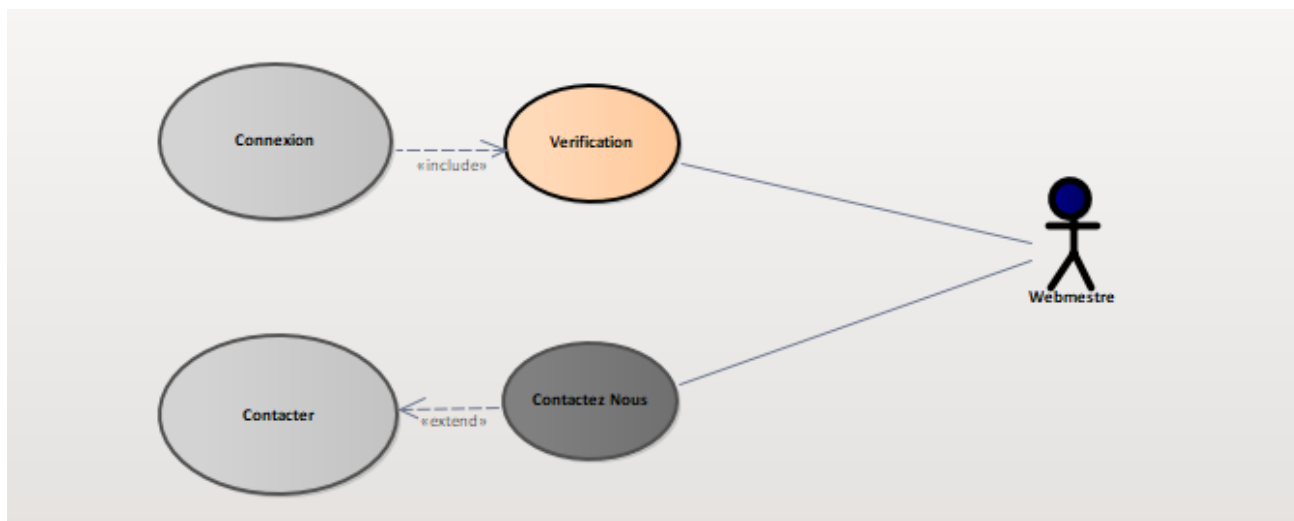 Connexion
Verification
«include»
Webmestre
Contacter
Contactez Nous
«extend»